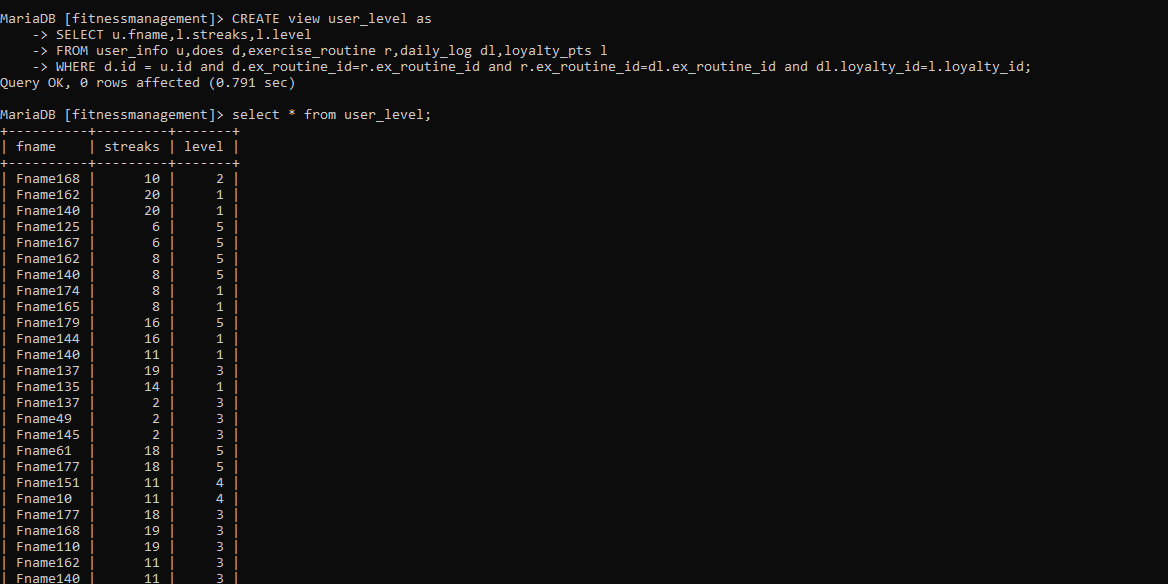 MariaDB [fitnessmanagement]> CREATE view user_level as
    -> SELECT u.fname,l.streaks,l.level
    -> FROM user_info u,does d,exercise_routine r,daily_log dl,loyalty_pts l
    -> WHERE d.id = u.id and d.ex_routine_id=r.ex_routine_id and r.ex_routine_id=dl.ex_routine_id and dl.loyalty_id=l.loyalty_id;
Query OK, 0 rows affected (0.791 sec)

MariaDB [fitnessmanagement]> select * from user_level;
+----------+---------+-------+
| fname    | streaks | level |
+----------+---------+-------+
| Fname168 |      10 |     2 |
| Fname162 |      20 |     1 |
| Fname140 |      20 |     1 |
| Fname125 |       6 |     5 |
| Fname167 |       6 |     5 |
| Fname162 |       8 |     5 |
| Fname140 |       8 |     5 |
| Fname174 |       8 |     1 |
| Fname165 |       8 |     1 |
| Fname179 |      16 |     5 |
| Fname144 |      16 |     1 |
| Fname140 |      11 |     1 |
| Fname137 |      19 |     3 |
| Fname135 |      14 |     1 |
| Fname137 |       2 |     3 |
| Fname49  |       2 |     3 |
| Fname145 |       2 |     3 |
| Fname61  |      18 |     5 |
| Fname177 |      18 |     5 |
| Fname151 |      11 |     4 |
| Fname10  |      11 |     4 |
| Fname177 |      18 |     3 |
| Fname168 |      19 |     3 |
| Fname110 |      19 |     3 |
| Fname162 |      11 |     3 |
| Fname140 |      11 |     3 |